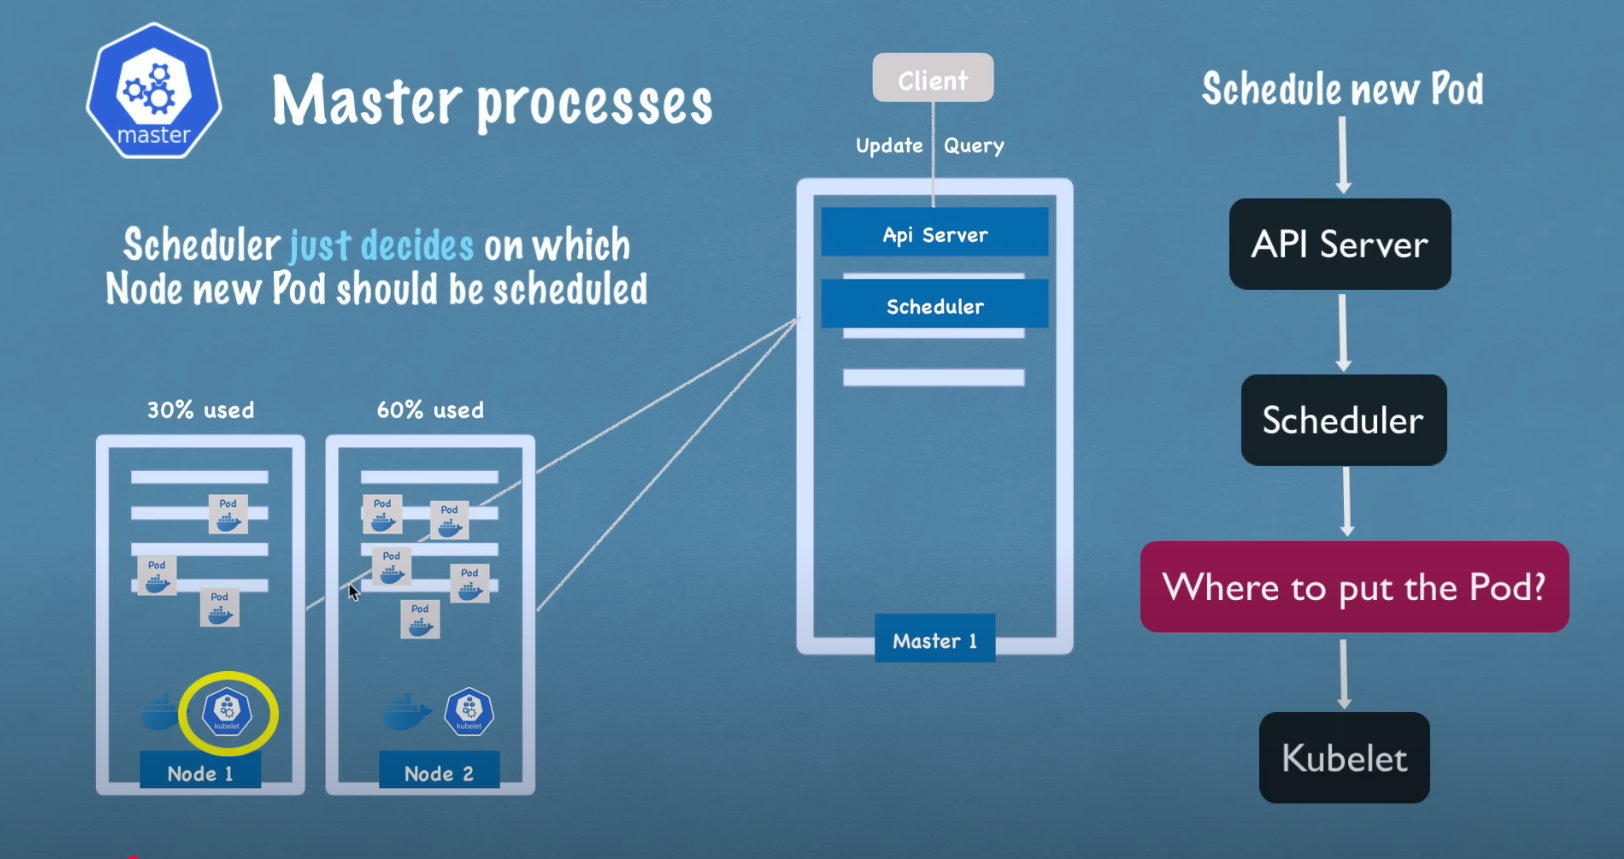 master
Master processes
Scheduler just decides on which
Node new Pod should be scheduled
30% used
60% used
Pod
Pod
Pod
kubelet
Node 1
Pod
Pod
Pod
Pod
Pod
kubelet
Node 2
Client
Update Query
Api Server
Scheduler
Master 1
Schedule new Pod
API Server
Scheduler
Where to put the Pod?
Kubelet